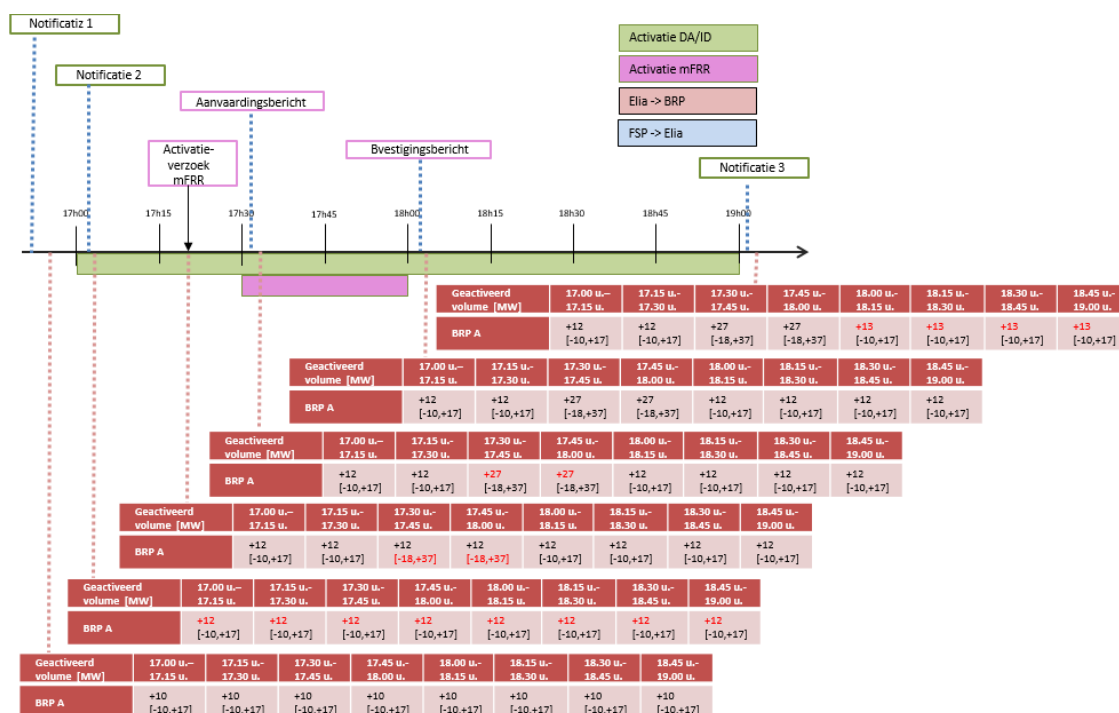 Notificatiz 1
Activatie DA/ID
Notificatie 2
Activatie mFRR
Aanvaardingsbericht
Elia -> BRP
FSP -> Elia
Activatie-
verzoek
mFRR
Bvestigingsbericht
Notificatie 3
17h00 17h15 17h30 17h45 18h00 18h15 18h30 18h45 19h00
Geactiveerd 17.00 u.– 17.15 u.- 17.30 u.- 17.45 u.- 18.00 u.- 18.15 u.- 18.30 u.- 18.45 u.-
volume [MW] 17.15 u. 17.30 u. 17.45 u. 18.00 u. 18.15 u. 18.30 u. 18.45 u. 19.00 u.
BRP A +12 +12 +27 +27 +13 +13 +13 +13
[-10,+17] [-10,+17] [-18,+37] [-18,+37] [-10,+17] [-10,+17] [-10,+17] [-10,+17]
Geactiveerd 17.00 u.– 17.15 u.- 17.30 u.- 17.45 u.- 18.00 u.- 18.15 u.- 18.30 u.- 18.45 u.-
volume [MW] 17.15 u. 17.30 u. 17.45 u. 18.00 u. 18.15 u. 18.30 u. 18.45 u. 19.00 u.
BRP A +12 +12 +27 +27 +12 +12 +12 +12
[-10,+17] [-10,+17] [-18,+37] [-18,+37] [-10,+17] [-10,+17] [-10,+17] [-10,+17]
Geactiveerd 17.00 u.– 17.15 u.- 17.30 u.- 17.45 u.- 18.00 u.- 18.15 u.- 18.30 u.- 18.45 u.-
volume [MW] 17.15 u. 17.30 u. 17.45 u. 18.00 u. 18.15 u. 18.30 u. 18.45 u. 19.00 u.
BRP A +12 +12 +27 +27 +12 +12 +12 +12
[-10,+17] [-10,+17] [-18,+37] [-18,+37] [-10,+17] [-10,+17] [-10,+17] [-10,+17]
Geactiveerd 17.00 u.– 17.15 u.- 17.30 u.- 17.45 u.- 18.00 u.- 18.15 u.- 18.30 u.- 18.45 u.-
volume [MW] 17.15 u. 17.30 u. 17.45 u. 18.00 u. 18.15 u. 18.30 u. 18.45 u. 19.00 u.
BRP A +12 +12 +12 +12 +12 +12 +12 +12
[-10,+17] [-10,+17] [-18,+37] [-18,+37] [-10,+17] [-10,+17] [-10,+17] [-10,+17]
Geactiveerd 17.00 u.– 17.15 u.- 17.30 u.- 17.45 u.- 18.00 u.- 18.15 u.- 18.30 u.- 18.45 u.-
volume [MW] 17.15 u. 17.30 u. 17.45 u. 18.00 u. 18.15 u. 18.30 u. 18.45 u. 19.00 u.
BRP A +12 +12 +12 +12 +12 +12 +12 +12
[-10,+17] [-10,+17] [-10,+17] [-10,+17] [-10,+17] [-10,+17] [-10,+17] [-10,+17]
Geactiveerd 17.00 u.– 17.15 u.- 17.30 u.- 17.45 u.- 18.00 u.- 18.15 u.- 18.30 u.- 18.45 u.-
volume [MW] 17.15 u. 17.30 u. 17.45 u. 18.00 u. 18.15 u. 18.30 u. 18.45 u. 19.00 u.
BRP A +10 +10 +10 +10 +10 +10 +10 +10
[-10,+17] [-10,+17] [-10,+17] [-10,+17] [-10,+17] [-10,+17] [-10,+17] [-10,+17]